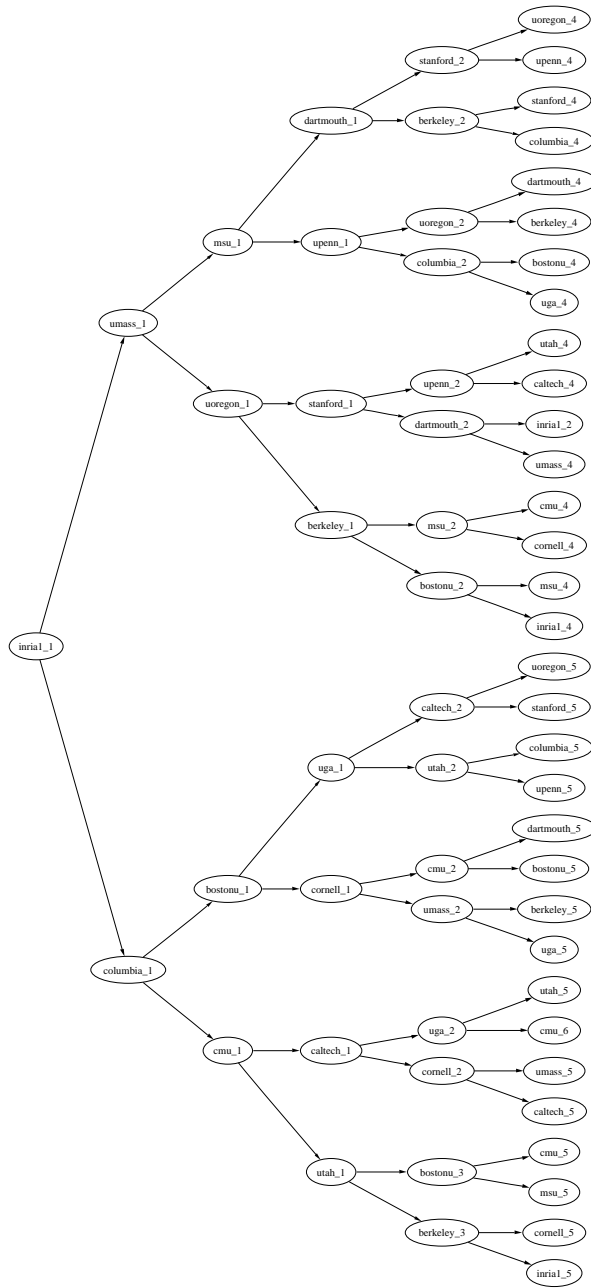 uoregon_4
stanford_2
upenn_4
stanford_4
dartmouth_1
berkeley_2
columbia_4
dartmouth_4
uoregon_2
berkeley_4
msu_1
upenn_1
columbia_2
bostonu_4
uga_4
umass_1
utah_4
upenn_2
caltech_4
uoregon_1
stanford_1
dartmouth_2
inria1_2
umass_4
cmu_4
berkeley_1
msu_2
cornell_4
bostonu_2
msu_4
inria1_4
inria1_1
uoregon_5
caltech_2
stanford_5
columbia_5
uga_1
utah_2
upenn_5
dartmouth_5
cmu_2
bostonu_5
bostonu_1
cornell_1
umass_2
berkeley_5
uga_5
columbia_1
utah_5
uga_2
cmu_6
cmu_1
caltech_1
cornell_2
umass_5
caltech_5
cmu_5
utah_1
bostonu_3
msu_5
berkeley_3
cornell_5
inria1_5